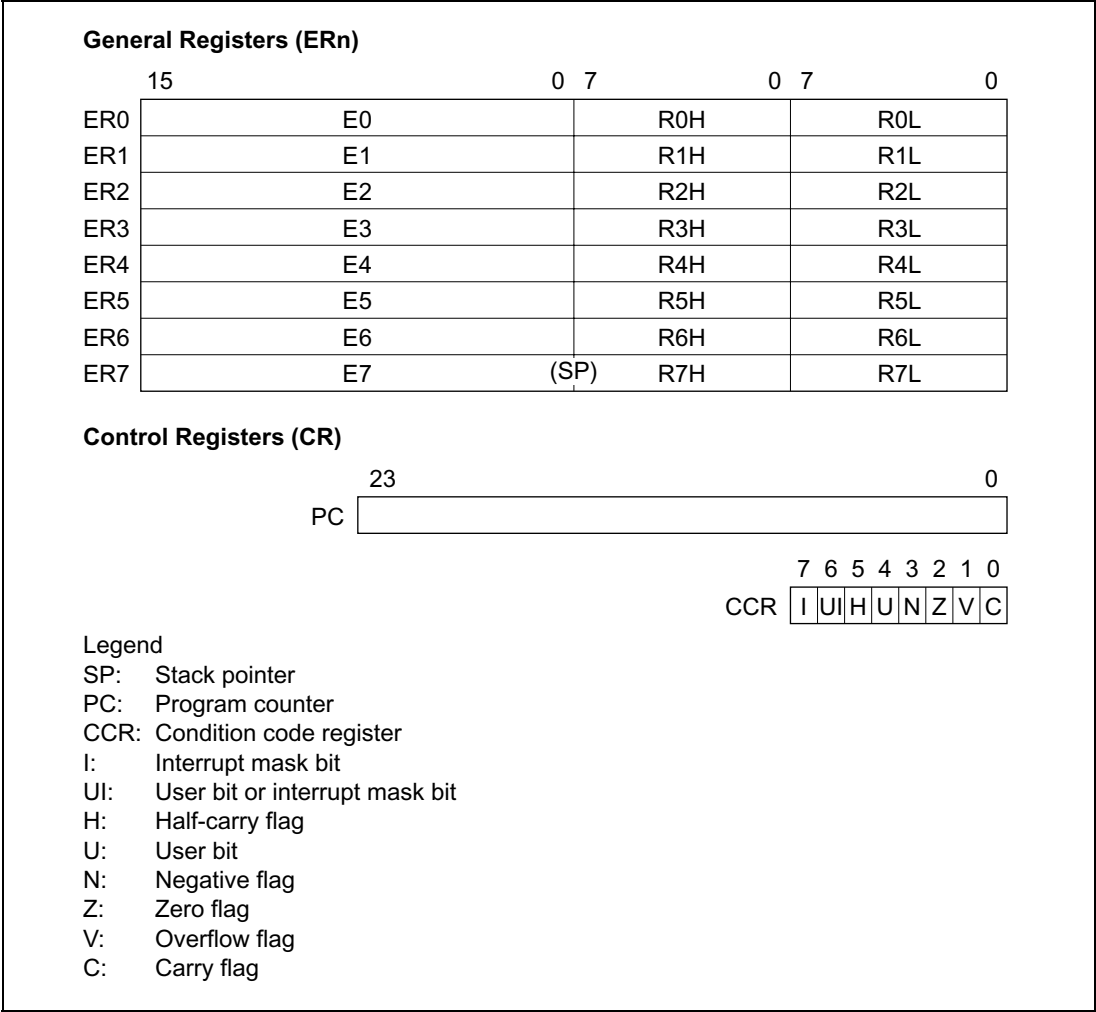 General Registers (ERn)
15 0 7 0 7 0
ER0 E0 R0H R0L
ER1 E1 R1H R1L
ER2 E2 R2H R2L
ER3 E3 R3H R3L
ER4 E4 R4H R4L
ER5 E5 R5H R5L
ER6 E6 R6H R6L
ER7 E7 (SP) R7H R7L
Control Registers (CR)
23 0
PC
7 6 5 4 3 2 1 0
CCR I UI H U N Z V C
Legend
SP: Stack pointer
PC: Program counter
CCR: Condition code register
I: Interrupt mask bit
UI: User bit or interrupt mask bit
H: Half-carry flag
U: User bit
N: Negative flag
Z: Zero flag
V: Overflow flag
C: Carry flag